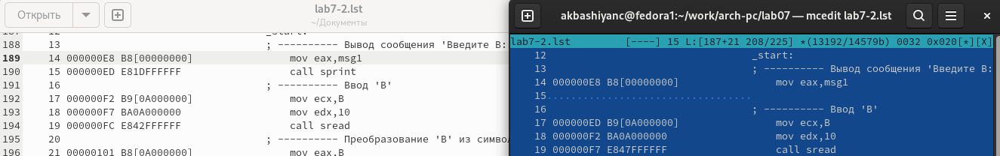 Открыть
lab7-2.lst
~/Документы
187 12 _start:
188 13 ; ---------- Вывод сообщения 'Введите B:
189 14 000000E8 B8[00000000] mov eax,msg1
190 15 000000ED E81DFFFFFF call sprint
191 16 ; ---------- Ввод 'B'
192 17 000000F2 B9[0A000000] mov ecx,B
193 18 000000F7 BA0A000000 mov edx,10
194 19 000000FC E842FFFFFF call sread
195 20 ; ---------- Преобразование 'B' из символ
196 21 00000101 B8[0A000000] mov eax,B
akbashiyanc@fedora1:~/work/arch-pc/lab07 — mcedit lab7-2.lst
lab7-2.lst [----] 15 L:[187+21 208/225] *(13192/14579b) 0032 0x020[*][X]
12 _start:
13 ; ---------- Вывод сообщения 'Введите B:
14 000000E8 B8[00000000] mov eax,msg1
15..................................
16 ; ---------- Ввод 'B'
17 000000ED B9[0A000000] mov ecx,B
18 000000F2 BA0A000000 mov edx,10
19 000000F7 E847FFFFFF call sread